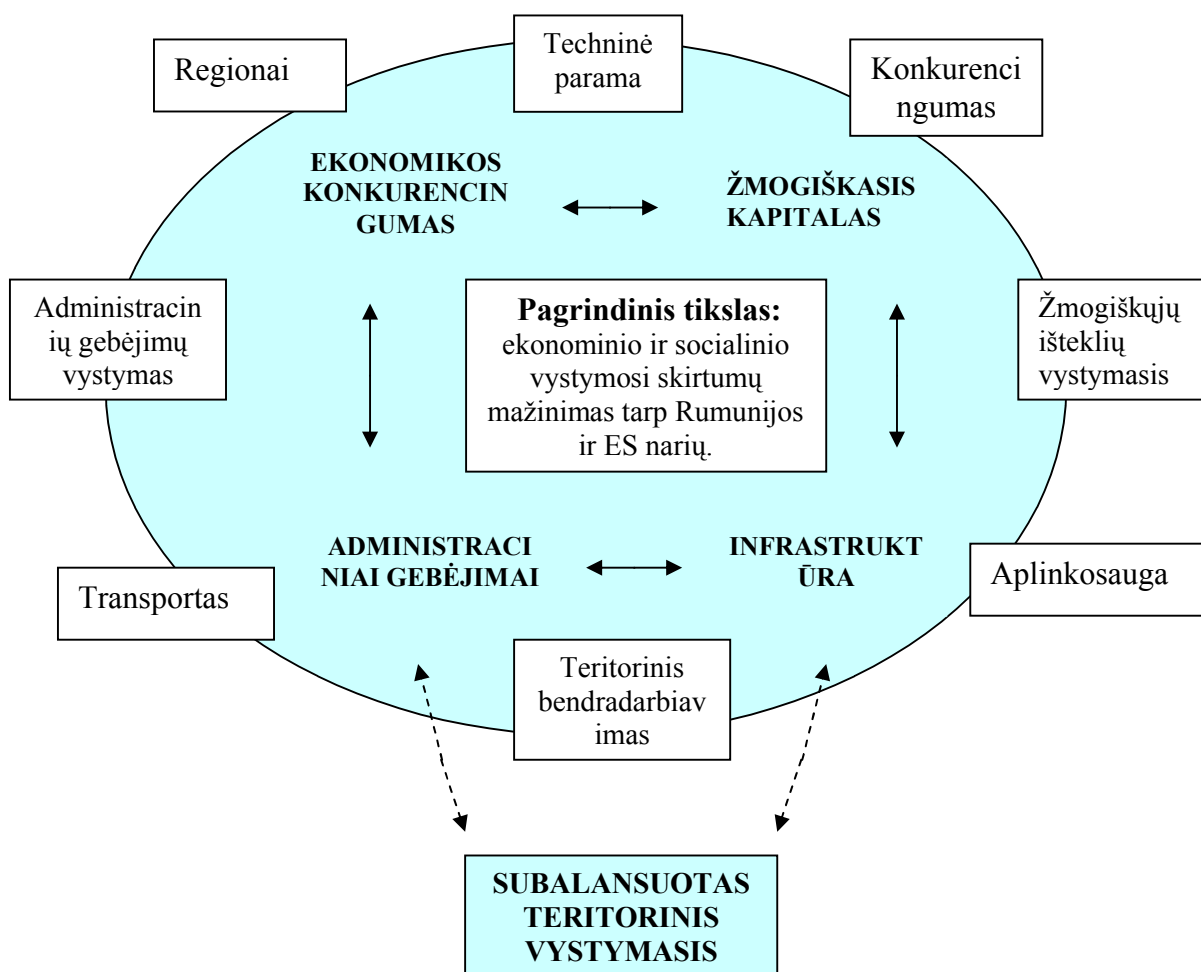 Regionai
Techninė
parama
Konkurenci
ngumas
EKONOMIKOS
KONKURENCIN
GUMAS
ŽMOGIŠKASIS
KAPITALAS
Administracin
ių gebėjimų
vystymas
Pagrindinis tikslas:
ekonominio ir socialinio
vystymosi skirtumų
mažinimas tarp Rumunijos
ir ES narių.
Žmogiškųjų
išteklių
vystymasis
ADMINISTRACI
NIAI GEBĖJIMAI
INFRASTRUKT
ŪRA
Transportas
Aplinkosauga
Teritorinis
bendradarbiav
imas
SUBALANSUOTAS
TERITORINIS
VYSTYMASIS